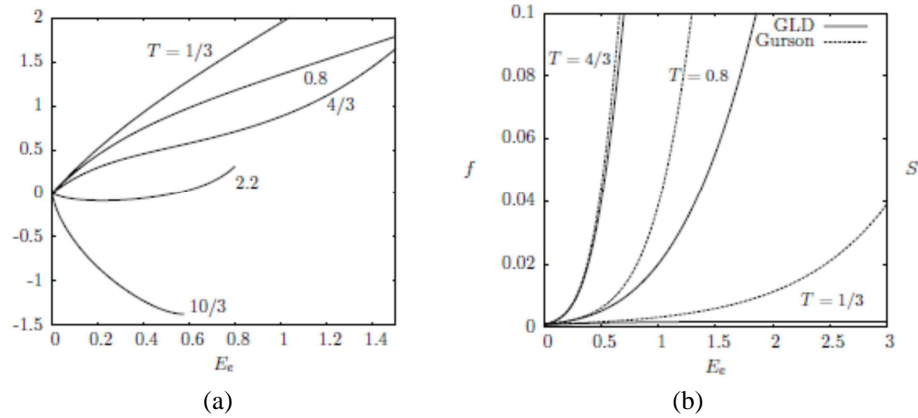 2
1.5
1
0.5
0
-0.5
-1
-1.5
T = 1/3
0.8
4/3
2.2
10/3
0 0.2 0.4 0.6 0.8 1 1.2 1.4
E_e
(a)
f
0.1
0.08
0.06
0.04
0.02
0
GLD
Gurson
T = 4/3
T = 0.8
T = 1/3
0 0.5 1 1.5 2 2.5 3
E_e
S
(b)